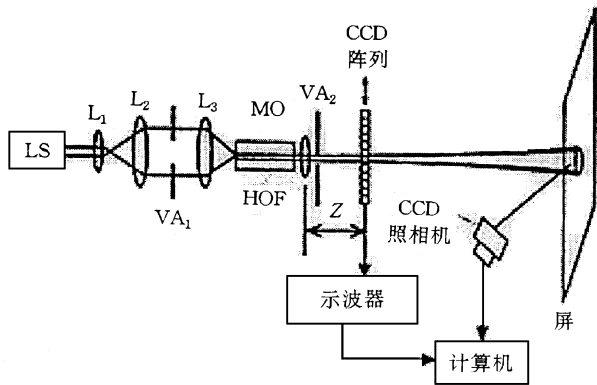 CCD
阵列
L₁
L₂
L₃
MO
VA₂
LS
VA₁
HOF
Z
CCD
照相机
示波器
屏
计算机